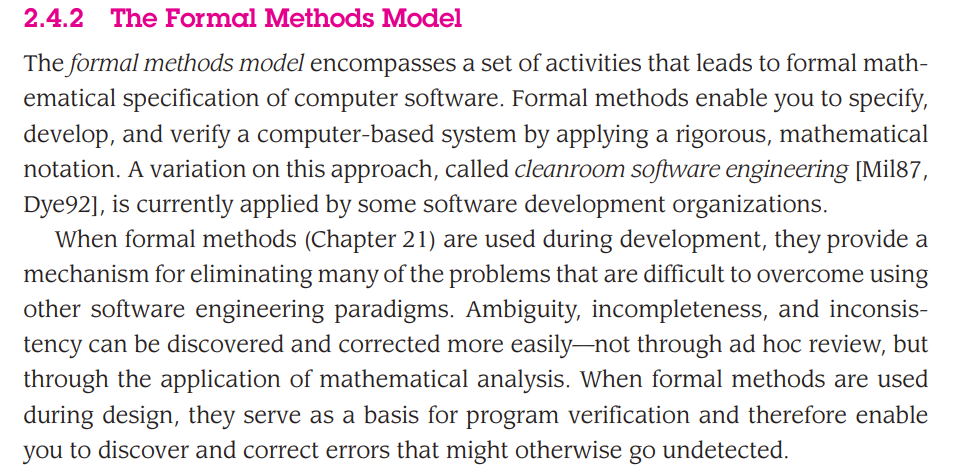 2.4.2 The Formal Methods Model
The formal methods model encompasses a set of activities that leads to formal math-
ematical specification of computer software. Formal methods enable you to specify,
develop, and verify a computer-based system by applying a rigorous, mathematical
notation. A variation on this approach, called cleanroom software engineering [Mil87,
Dye92], is currently applied by some software development organizations.
When formal methods (Chapter 21) are used during development, they provide a
mechanism for eliminating many of the problems that are difficult to overcome using
other software engineering paradigms. Ambiguity, incompleteness, and inconsis-
tency can be discovered and corrected more easily—not through ad hoc review, but
through the application of mathematical analysis. When formal methods are used
during design, they serve as a basis for program verification and therefore enable
you to discover and correct errors that might otherwise go undetected.